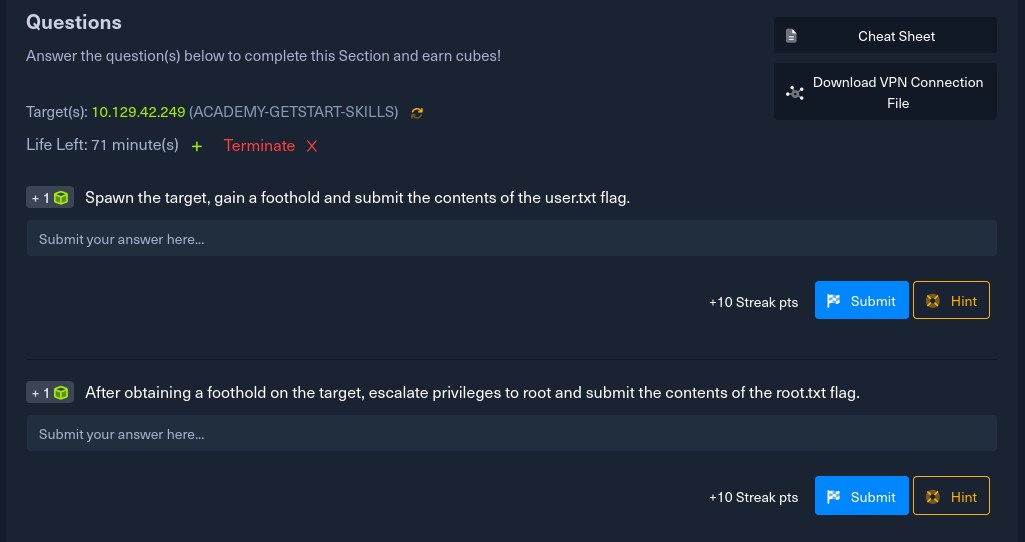 Questions
Cheat Sheet
Answer the question(s) below to complete this Section and earn cubes!
Download VPN Connection
File
Target(s): 10.129.42.249 (ACADEMY-GETSTART-SKILLS)
Life Left: 71 minute(s) + Terminate X
+ 1 Spawn the target, gain a foothold and submit the contents of the user.txt flag.
Submit your answer here...
+10 Streak pts Submit Hint
+ 1 After obtaining a foothold on the target, escalate privileges to root and submit the contents of the root.txt flag.
Submit your answer here...
+10 Streak pts Submit Hint